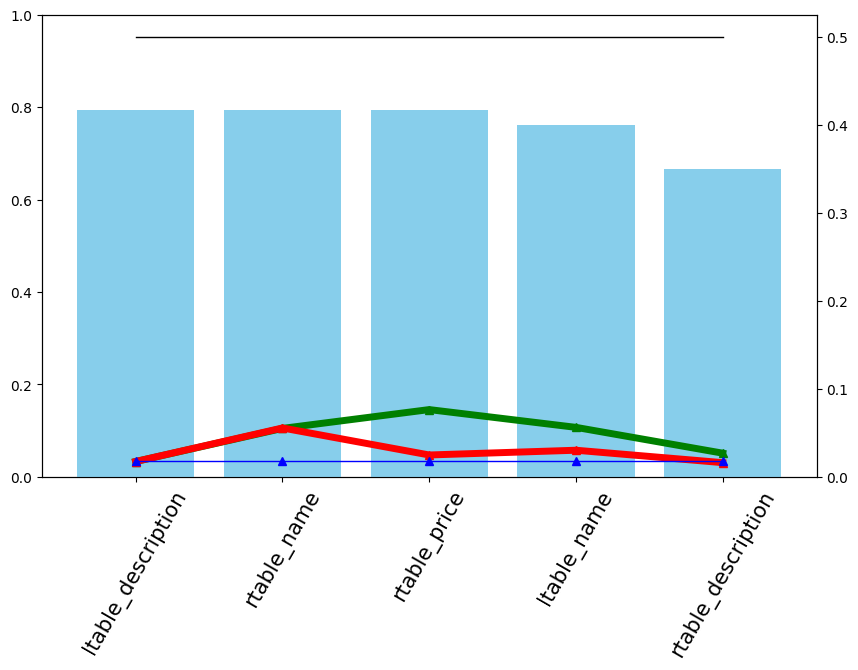 1.0
0.8
0.6
0.4
0.2
0.0
0.5
0.4
0.3
0.2
0.1
0.0
ltable_description
rtable_name
rtable_price
ltable_name
rtable_description